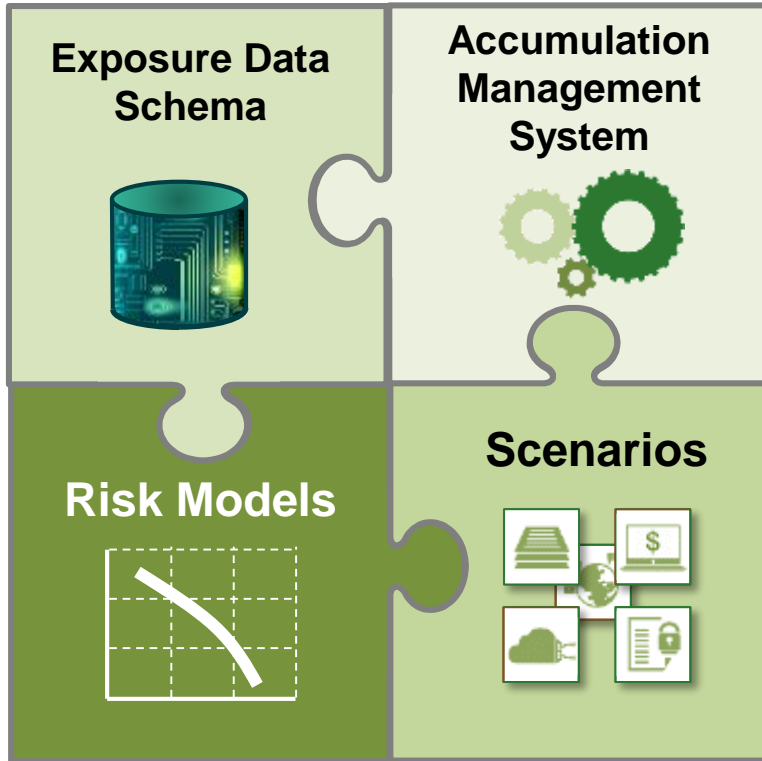 Exposure Data
Schema
Accumulation
Management
System
Risk Models
Scenarios
$